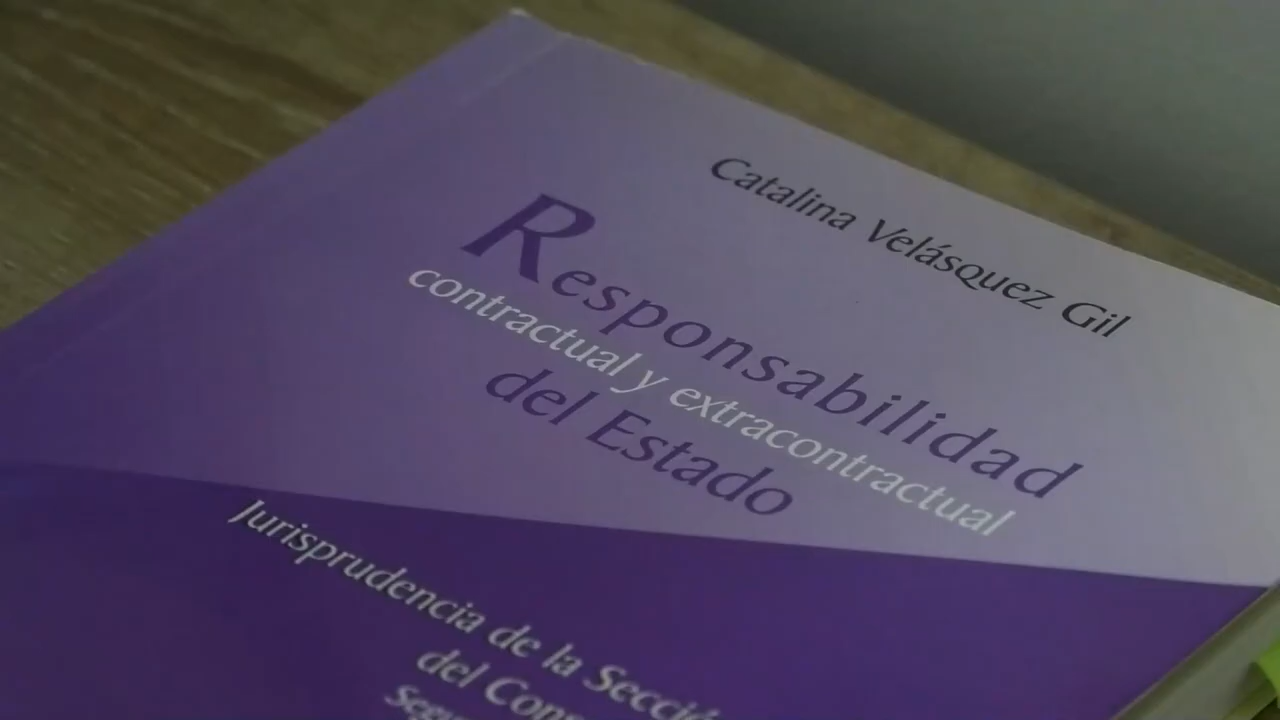 Catalina Velásquez Gil
Responsabilidad
contractual y extracontractual
del Estado
Jurisprudencia de la
del